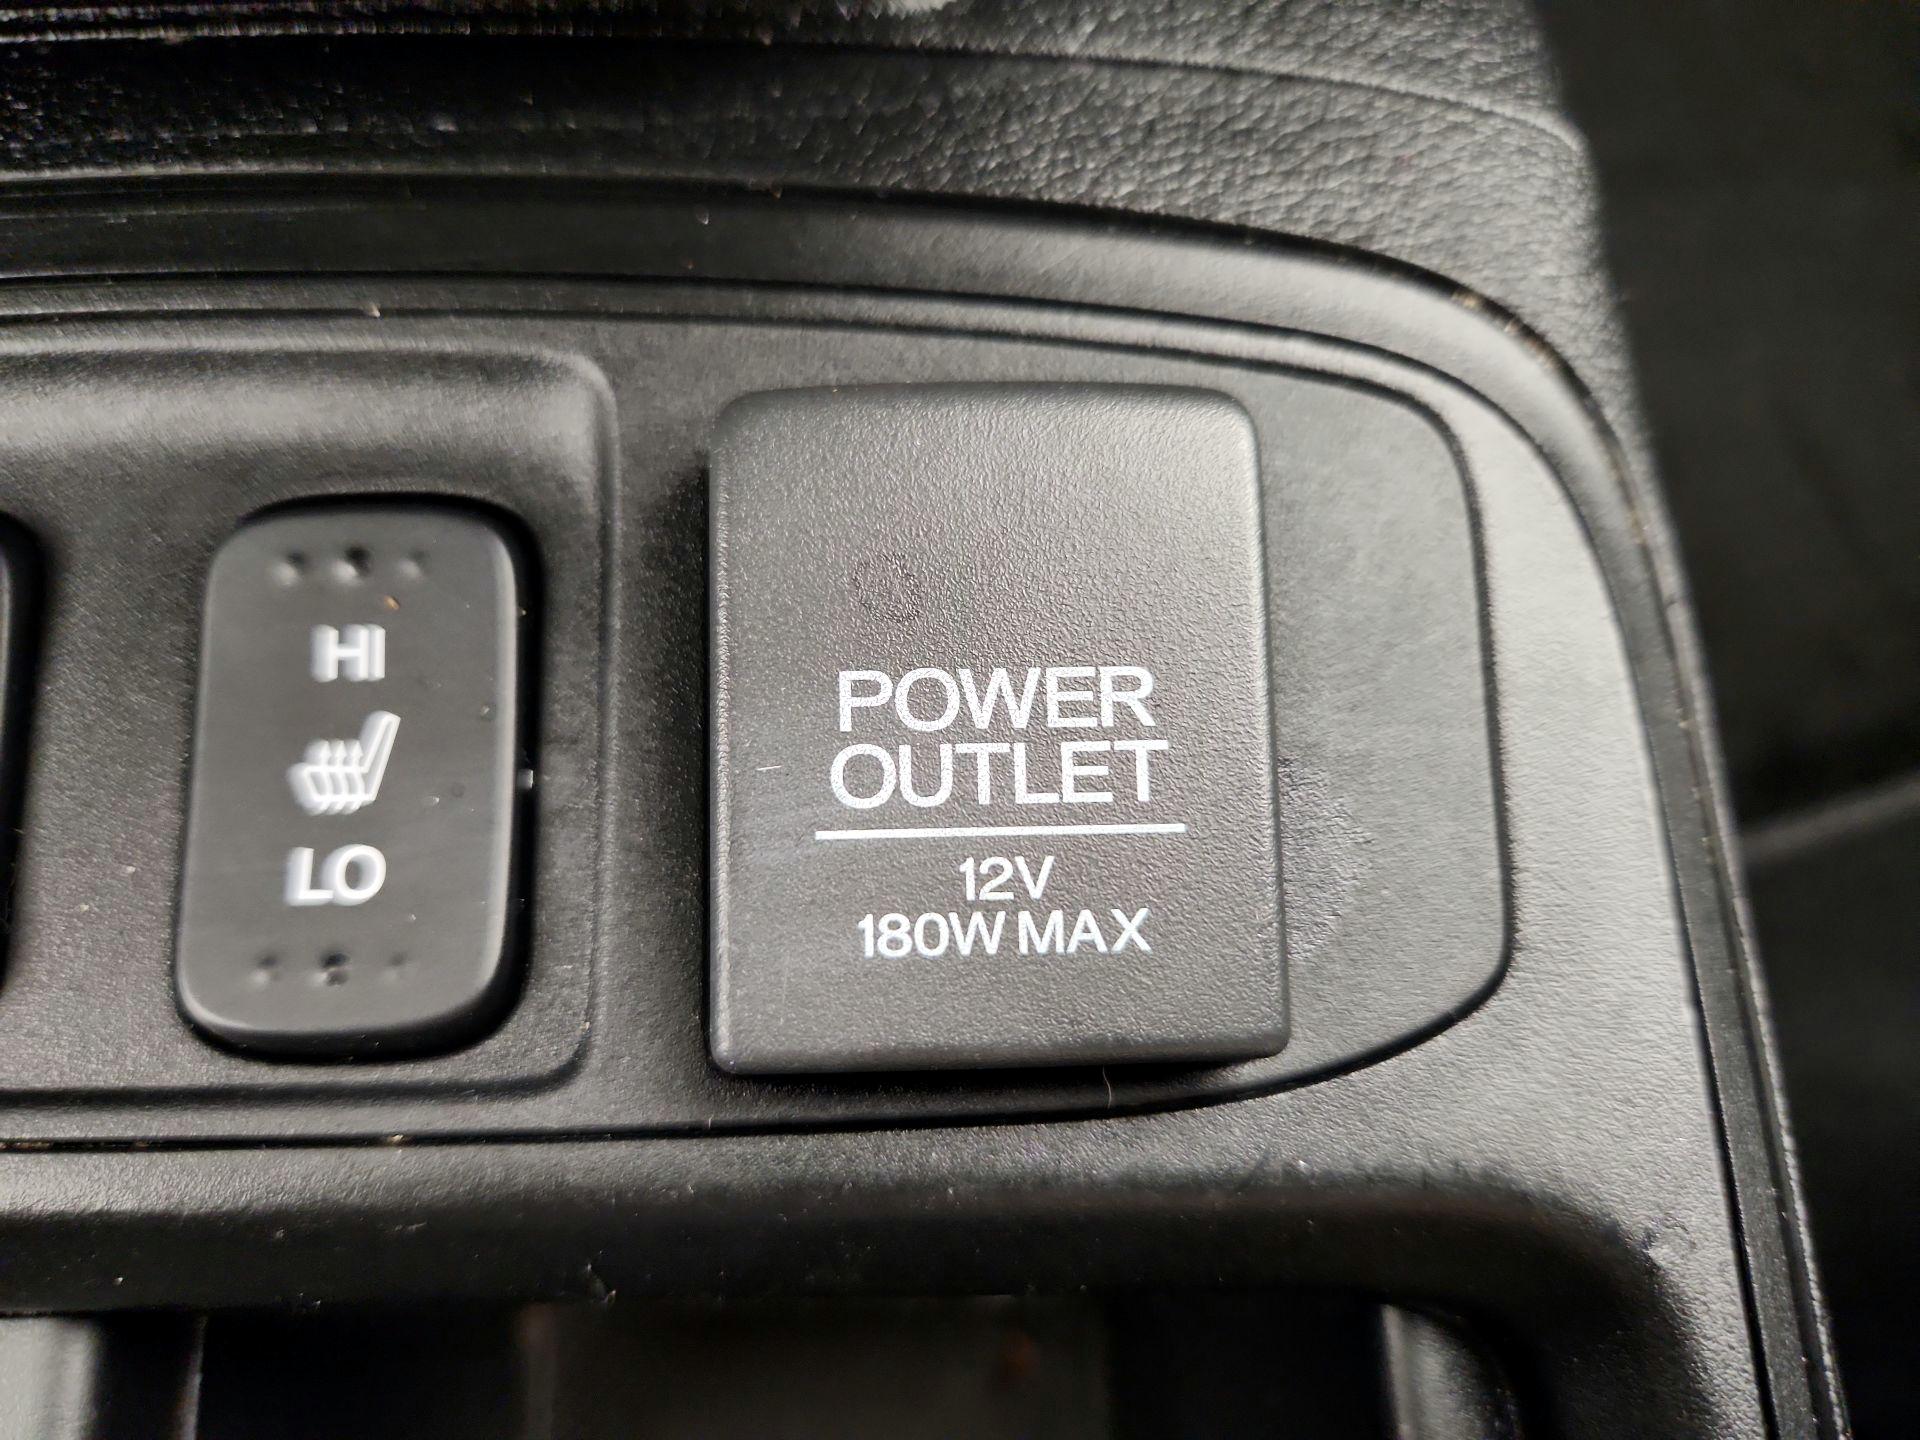 HI
LO
POWER
OUTLET
12V
180W MAX